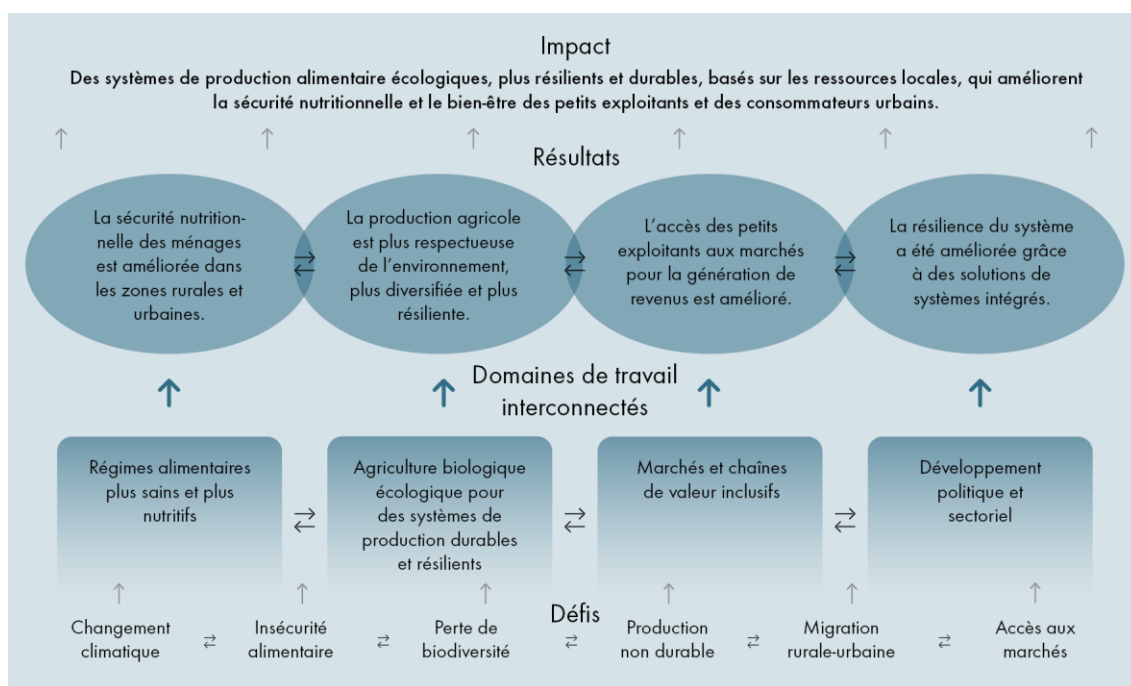 Impact
Des systèmes de production alimentaire écologiques, plus résilients et durables, basés sur les ressources locales, qui améliorent
la sécurité nutritionnelle et le bien-être des petits exploitants et des consommateurs urbains.
Résultats
La sécurité nutrition-
nelle des ménages
est améliorée dans
les zones rurales et
urbaines.
La production agricole
est plus respectueuse
de l’environnement,
plus diversifiée et plus
résiliente.
L’accès des petits
exploitants aux marchés
pour la génération de
revenus est amélioré.
La résilience du système
a été améliorée grâce
à des solutions de
systèmes intégrés.
Domaines de travail
interconnectés
Régimes alimentaires
plus sains et plus
nutritifs
Agriculture biologique
écologique pour
des systèmes de
production durables
et résilients
Marchés et chaînes
de valeur inclusifs
Développement
politique et
sectoriel
Défis
Changement
climatique
Insécurité
alimentaire
Perte de
biodiversité
Production
non durable
Migration
rurale-urbaine
Accès aux
marchés